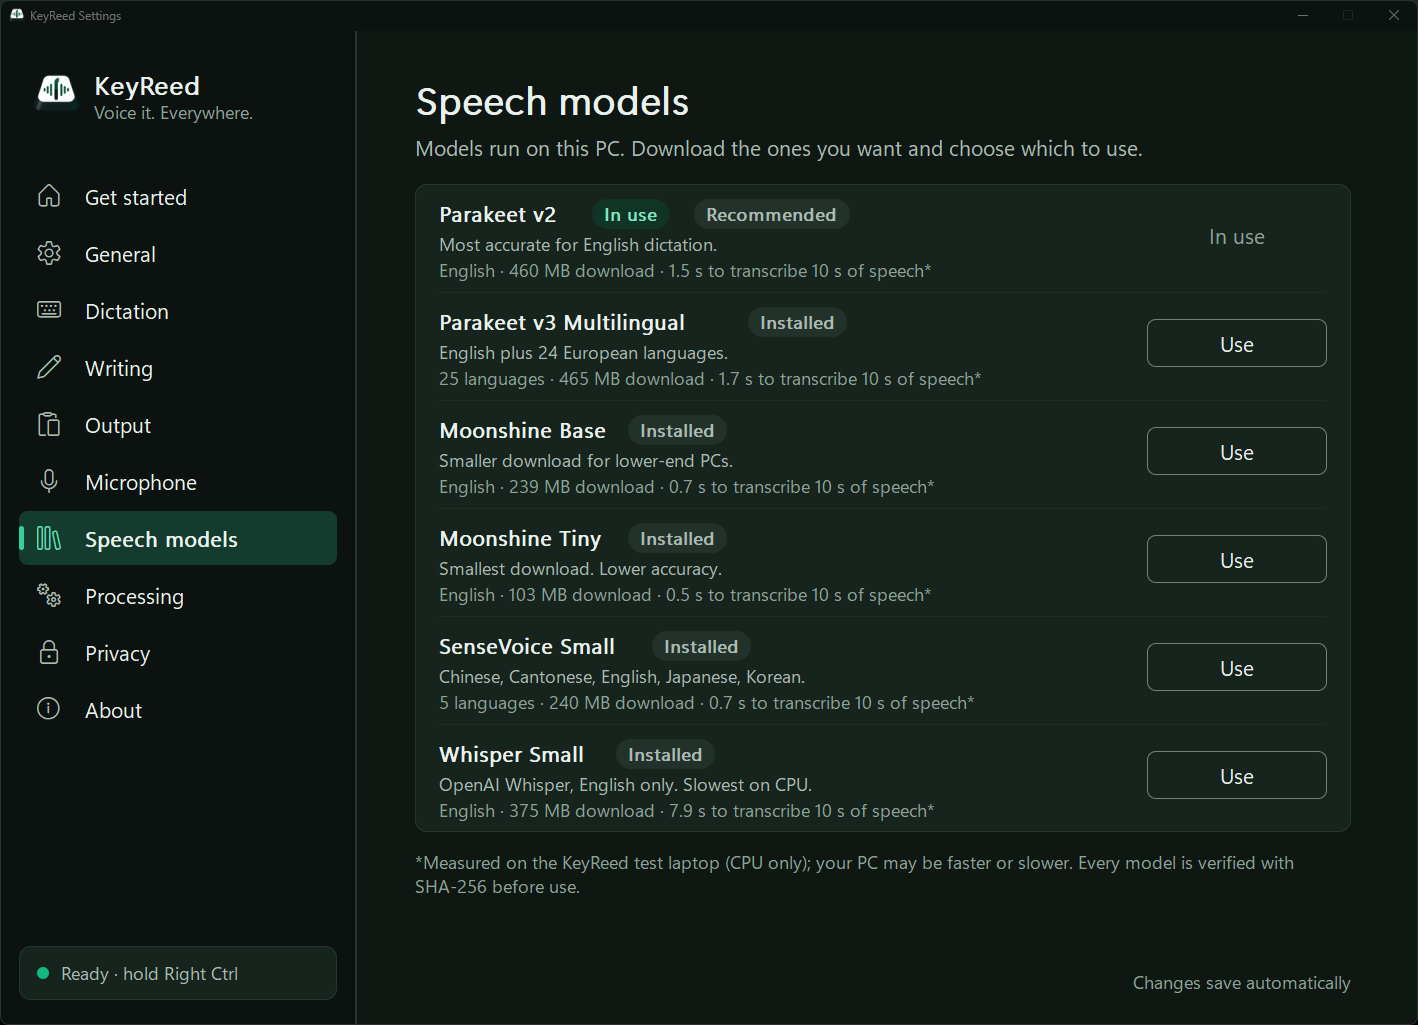 KeyReed Settings
KeyReed
Voice it. Everywhere.
Get started
General
Dictation
Writing
Output
Microphone
Speech models
Processing
Privacy
About
Ready · hold Right Ctrl
Speech models
Models run on this PC. Download the ones you want and choose which to use.
Parakeet v2 In use Recommended
Most accurate for English dictation.
English · 460 MB download · 1.5 s to transcribe 10 s of speech*
In use
Parakeet v3 Multilingual Installed
English plus 24 European languages.
25 languages · 465 MB download · 1.7 s to transcribe 10 s of speech*
Use
Moonshine Base Installed
Smaller download for lower-end PCs.
English · 239 MB download · 0.7 s to transcribe 10 s of speech*
Use
Moonshine Tiny Installed
Smallest download. Lower accuracy.
English · 103 MB download · 0.5 s to transcribe 10 s of speech*
Use
SenseVoice Small Installed
Chinese, Cantonese, English, Japanese, Korean.
5 languages · 240 MB download · 0.7 s to transcribe 10 s of speech*
Use
Whisper Small Installed
OpenAI Whisper, English only. Slowest on CPU.
English · 375 MB download · 7.9 s to transcribe 10 s of speech*
Use
*Measured on the KeyReed test laptop (CPU only); your PC may be faster or slower. Every model is verified with
SHA-256 before use.
Changes save automatically